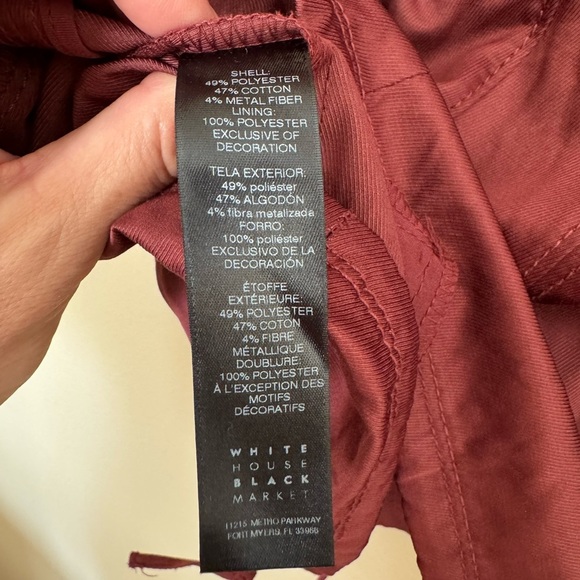 SHELL:
49% POLYESTER
47% COTTON
4% METAL FIBER
LINING:
100% POLYESTER
EXCLUSIVE OF
DECORATION
TELA EXTERIOR:
49% poliéster
47% ALGODÓN
4% fibra metalizada
FORRO:
100% poliéster
EXCLUSIVO DE LA
DECORACIÓN
ÉTOFFE
EXTÉRIEURE:
49% POLYESTER
47% COTON
4% FIBRE
MÉTALLIQUE
DOUBLURE:
100% POLYESTER
À L'EXCEPTION DES
MOTIFS
DÉCORATIFS
WHITE
HOUSE
BLACK
MARKET
11215 METRO PARKWAY
FORT MYERS, FL 33966